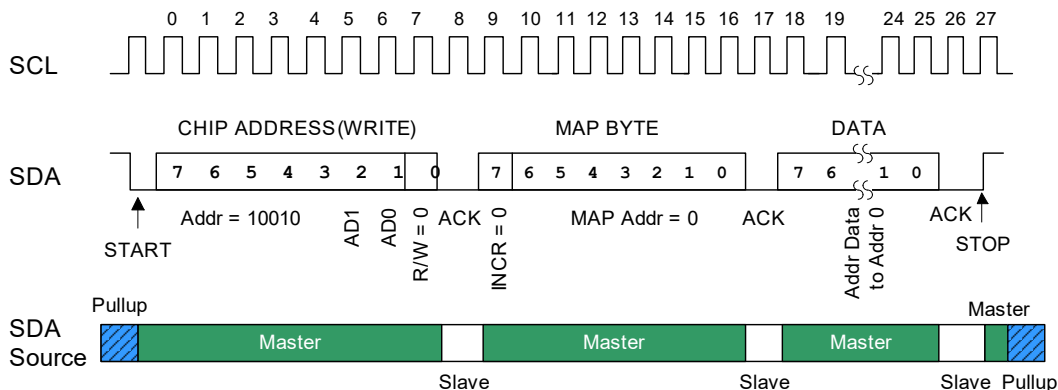 0 1 2 3 4 5 6 7 8 9 10 11 12 13 14 15 16 17 18 19 24 25 26 27
SCL
CHIP ADDRESS (WRITE) MAP BYTE DATA
SDA 7 6 5 4 3 2 1 0 7 6 5 4 3 2 1 0 7 6 1 0
Addr = 10010 AD1 AD0 R/W = 0 ACK INCR = 0 MAP Addr = 0 ACK Addr Data to Addr 0 ACK
START STOP
Pullup Master
SDA Source Master Master Master
Slave Slave Slave Pullup